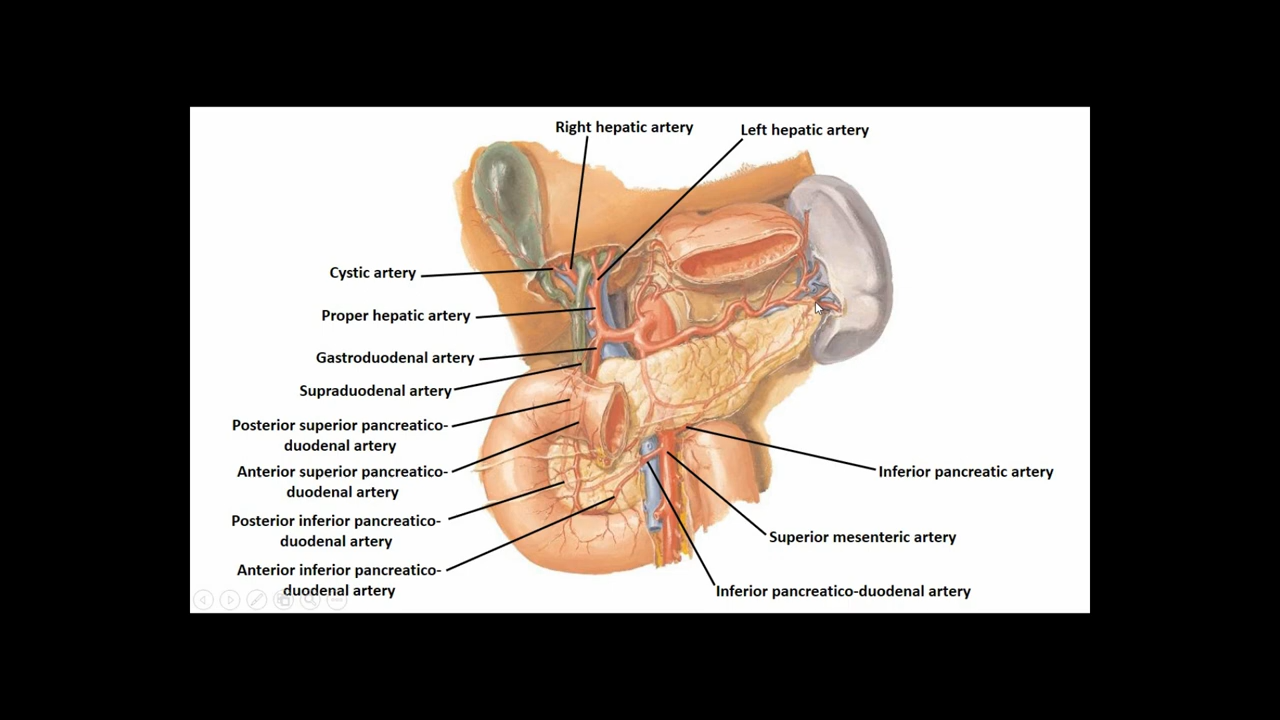 Right hepatic artery
Left hepatic artery
Cystic artery
Proper hepatic artery
Gastroduodenal artery
Supraduodenal artery
Posterior superior pancreatico-
duodenal artery
Anterior superior pancreatico-
duodenal artery
Inferior pancreatic artery
Posterior inferior pancreatico-
duodenal artery
Superior mesenteric artery
Anterior inferior pancreatico-
duodenal artery
Inferior pancreatico-duodenal artery